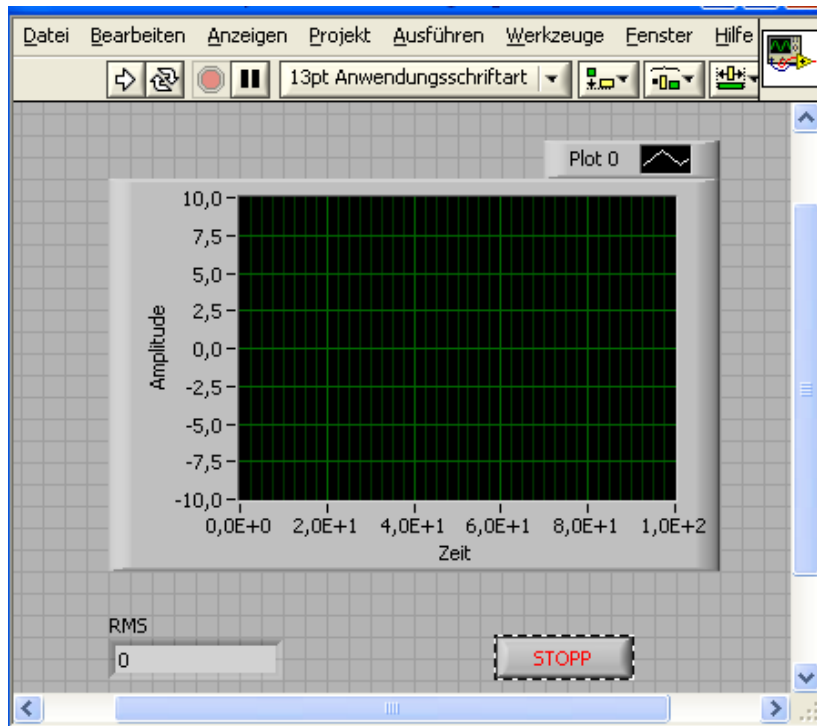 Datei Bearbeiten Anzeigen Projekt Ausführen Werkzeuge Fenster Hilfe
13pt Anwendungsschriftart
Plot 0
10,0
7,5
5,0
2,5
0,0
-2,5
-5,0
-7,5
-10,0
Amplitude
0,0E+0 2,0E+1 4,0E+1 6,0E+1 8,0E+1 1,0E+2
Zeit
RMS
0
STOPP